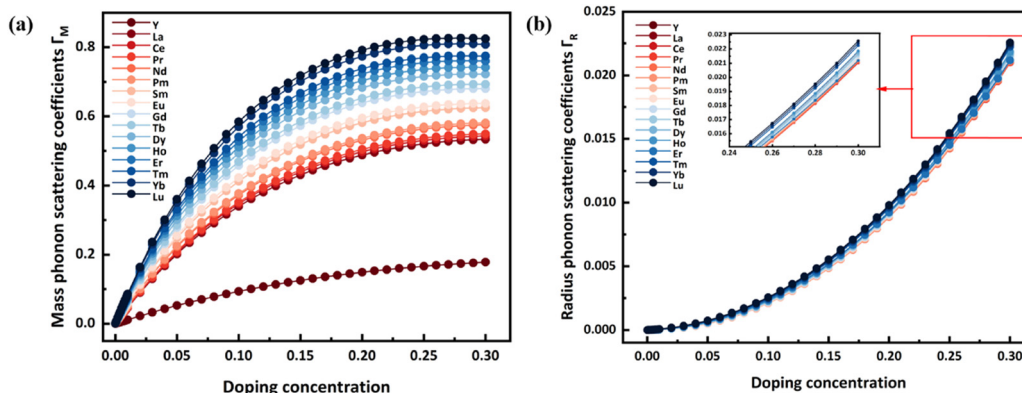 (a)
Mass phonon scattering coefficients ΓM
0.8
0.6
0.4
0.2
0.0
Y
La
Ce
Pr
Nd
Pm
Sm
Eu
Gd
Tb
Dy
Ho
Er
Tm
Yb
Lu
0.00 0.05 0.10 0.15 0.20 0.25 0.30
Doping concentration
(b)
Radius phonon scattering coefficients ΓR
0.025
0.020
0.015
0.010
0.005
0.000
Y
La
Ce
Pr
Nd
Pm
Sm
Eu
Gd
Tb
Dy
Ho
Er
Tm
Yb
Lu
0.023
0.022
0.021
0.020
0.019
0.018
0.017
0.016
0.24 0.26 0.28 0.30
0.00 0.05 0.10 0.15 0.20 0.25 0.30
Doping concentration